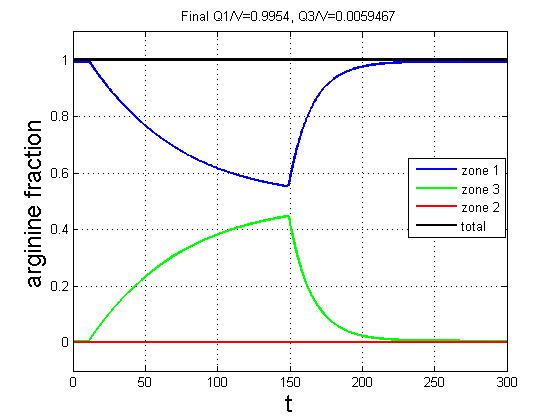 Final Q1/V=0.9954, Q3/V=0.0059467
1
0.8
0.6
0.4
0.2
0
arginine fraction
zone 1
zone 3
zone 2
total
0 50 100 150 200 250 300
t